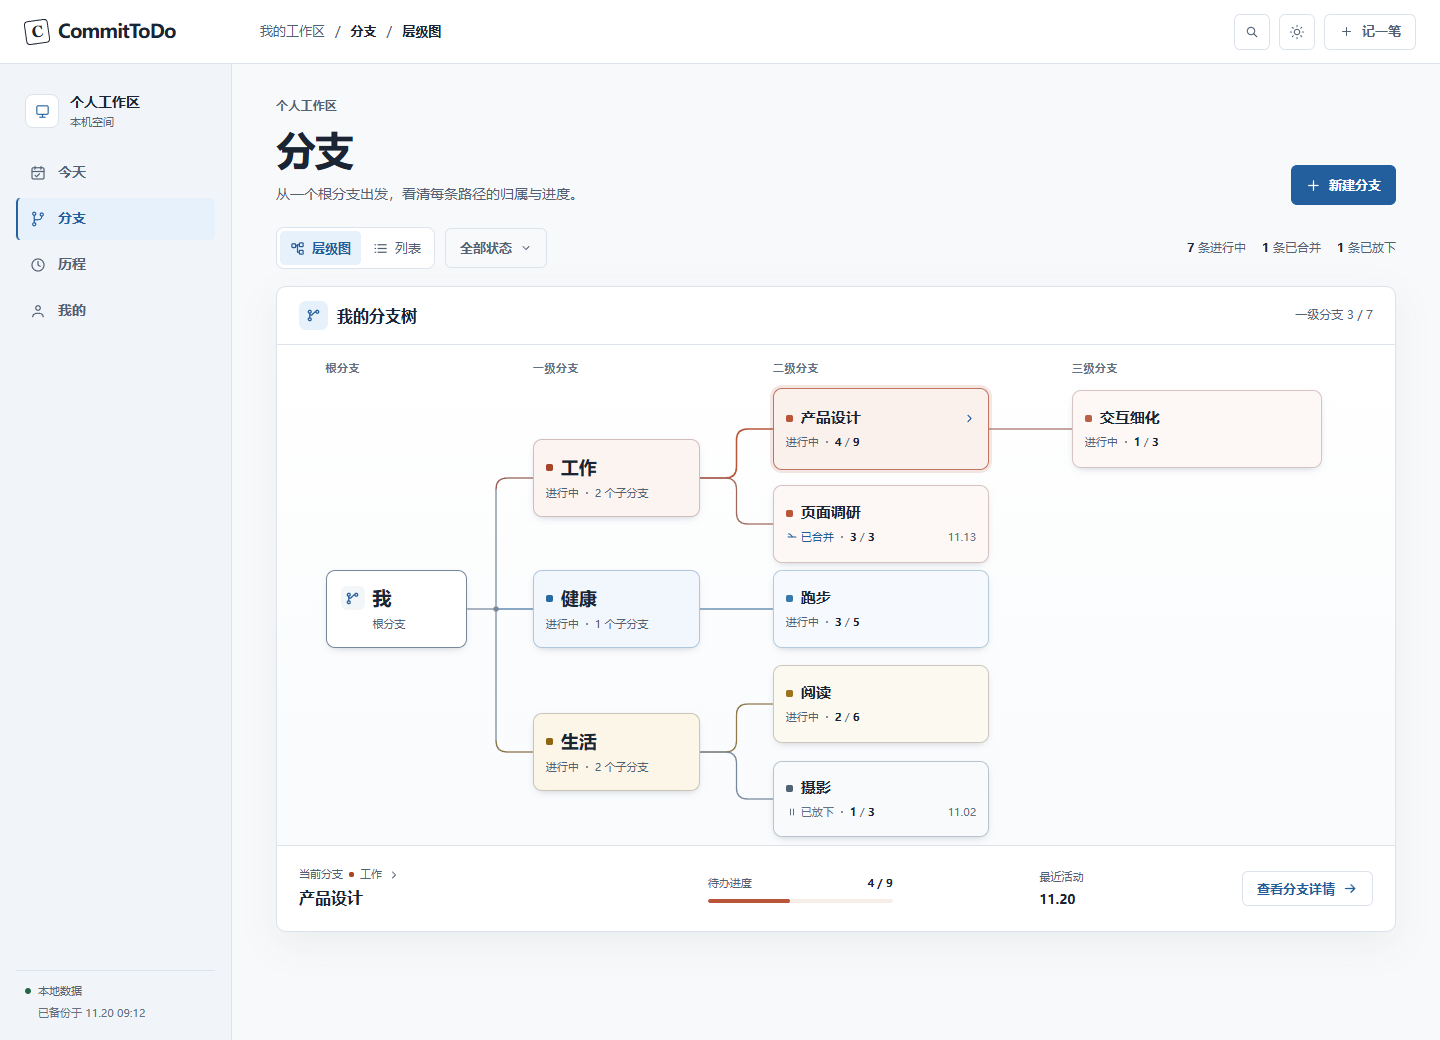 C CommitToDo
我的工作区 / 分支 / 层级图
记一笔
个人工作区
本机空间
今天
分支
历程
我的
本地数据
已备份于 11.20 09:12
个人工作区
分支
从一个根分支出发，看清每条路径的归属与进度。
新建分支
层级图
列表
全部状态
7 条进行中 1 条已合并 1 条已放下
我的分支树
一级分支 3 / 7
根分支
一级分支
二级分支
三级分支
我
根分支
工作
进行中 · 2 个子分支
健康
进行中 · 1 个子分支
生活
进行中 · 2 个子分支
产品设计
进行中 · 4 / 9
页面调研
已合并 · 3 / 3 11.13
跑步
进行中 · 3 / 5
阅读
进行中 · 2 / 6
摄影
已放下 · 1 / 3 11.02
交互细化
进行中 · 1 / 3
当前分支 工作
产品设计
待办进度 4 / 9
最近活动
11.20
查看分支详情